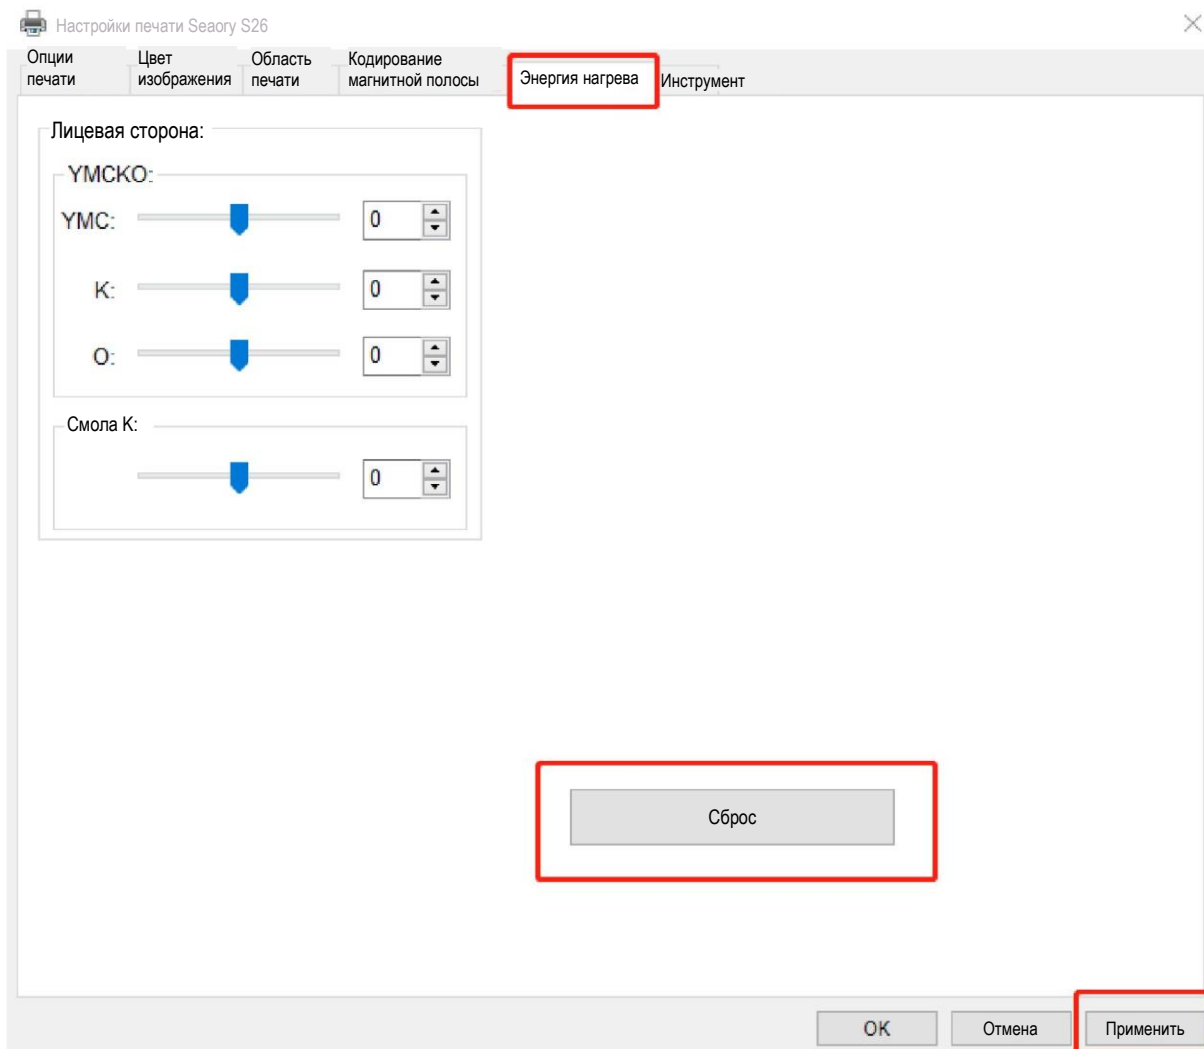 Настройки печати Seaory S26
Опции
печати
Цвет
изображения
Область
печати
Кодирование
магнитной полосы
Энергия нагрева
Инструмент
Лицевая сторона:
YMCKO:
YMC: 0
K: 0
O: 0
Смола K:
0
Сброс
OK Отмена Применить